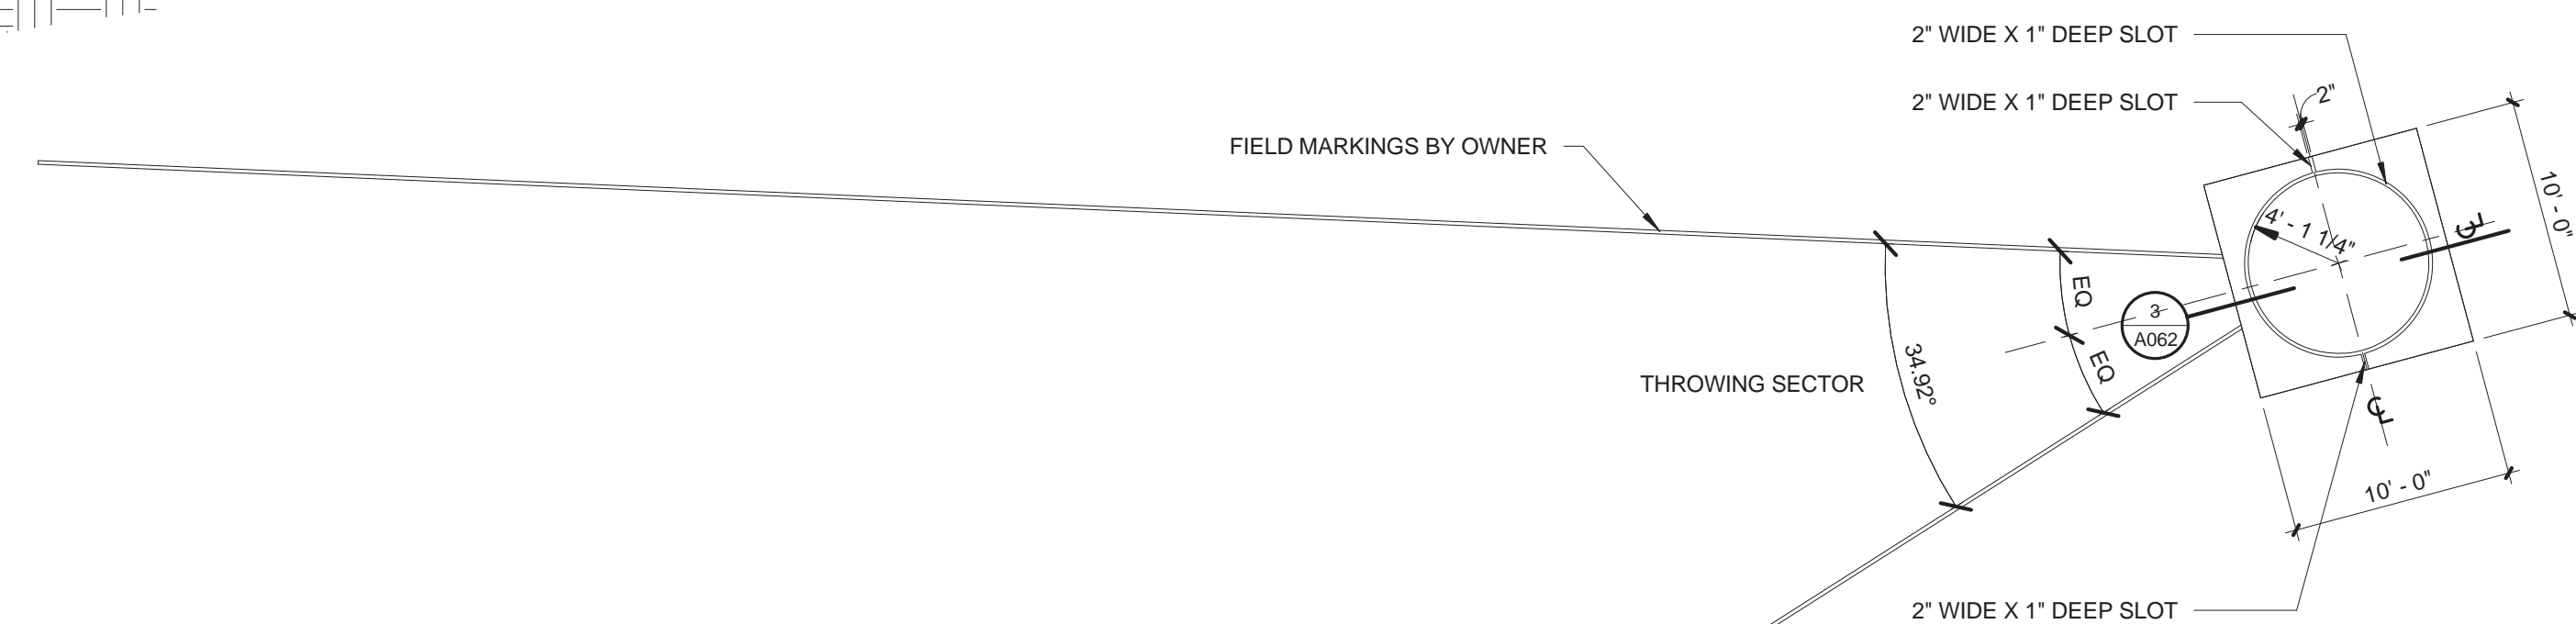 2" WIDE X 1" DEEP SLOT
2" WIDE X 1" DEEP SLOT
2"
FIELD MARKINGS BY OWNER
10' - 0"
4' - 1 1/4"
EQ
3
A062
EQ
34.92°
THROWING SECTOR
10' - 0"
2" WIDE X 1" DEEP SLOT